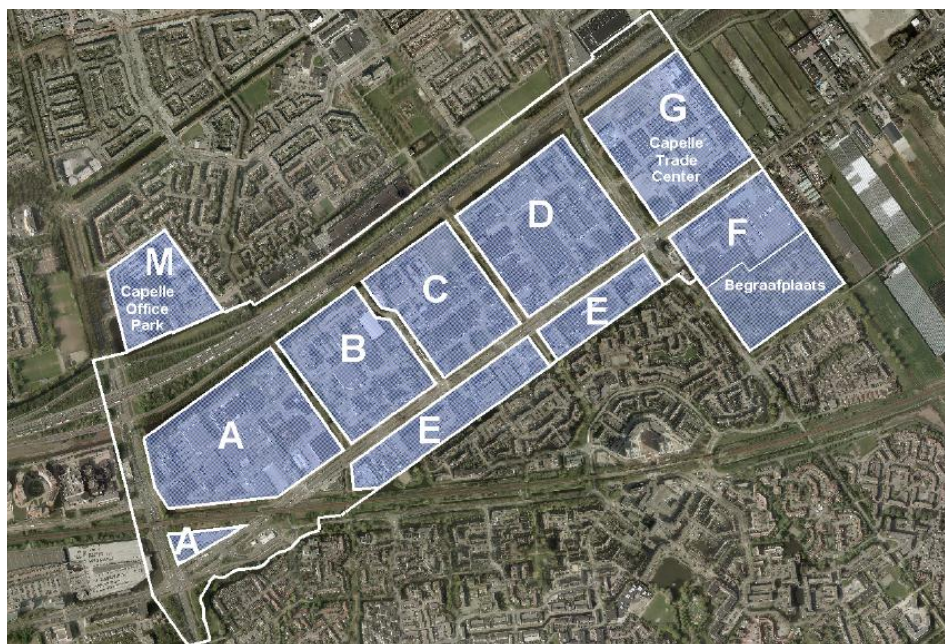 G
Capelle
Trade
Center
D
F
M
Capelle
Office
Park
C
Begraafplaats
E
B
A
E
A